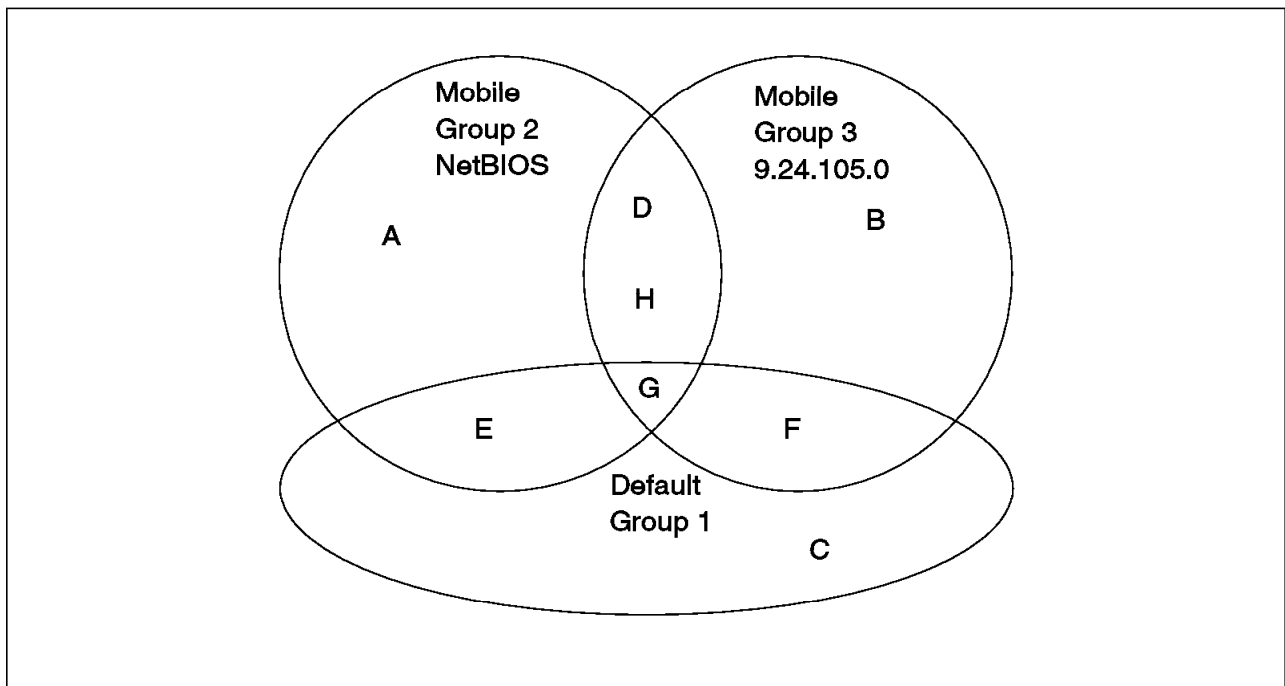 Mobile
Group 2
NetBIOS
Mobile
Group 3
9.24.105.0
D
B
A
H
G
E
F
Default
Group 1
C